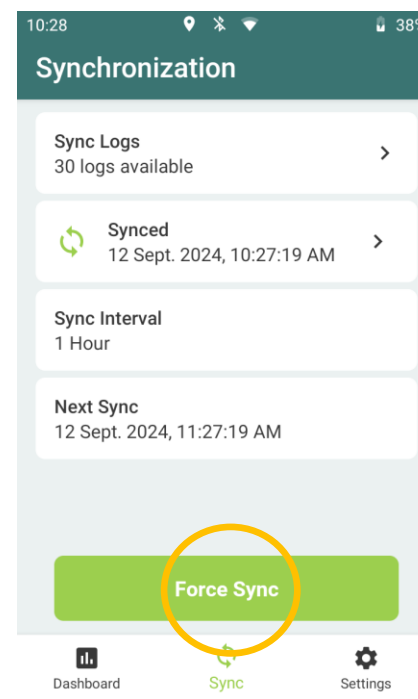 10:28
38%
Synchronization
Sync Logs
30 logs available
Synced
12 Sept. 2024, 10:27:19 AM
Sync Interval
1 Hour
Next Sync
12 Sept. 2024, 11:27:19 AM
Force Sync
Dashboard
Sync
Settings